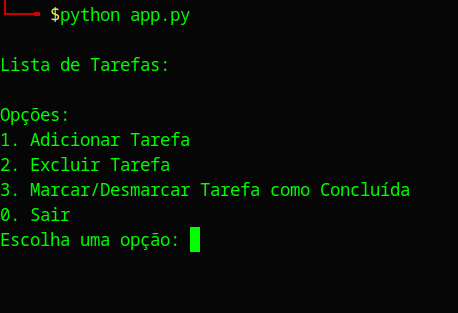 $python app.py
Lista de Tarefas:
Opções:
1. Adicionar Tarefa
2. Excluir Tarefa
3. Marcar/Desmarcar Tarefa como Concluída
0. Sair
Escolha uma opção: